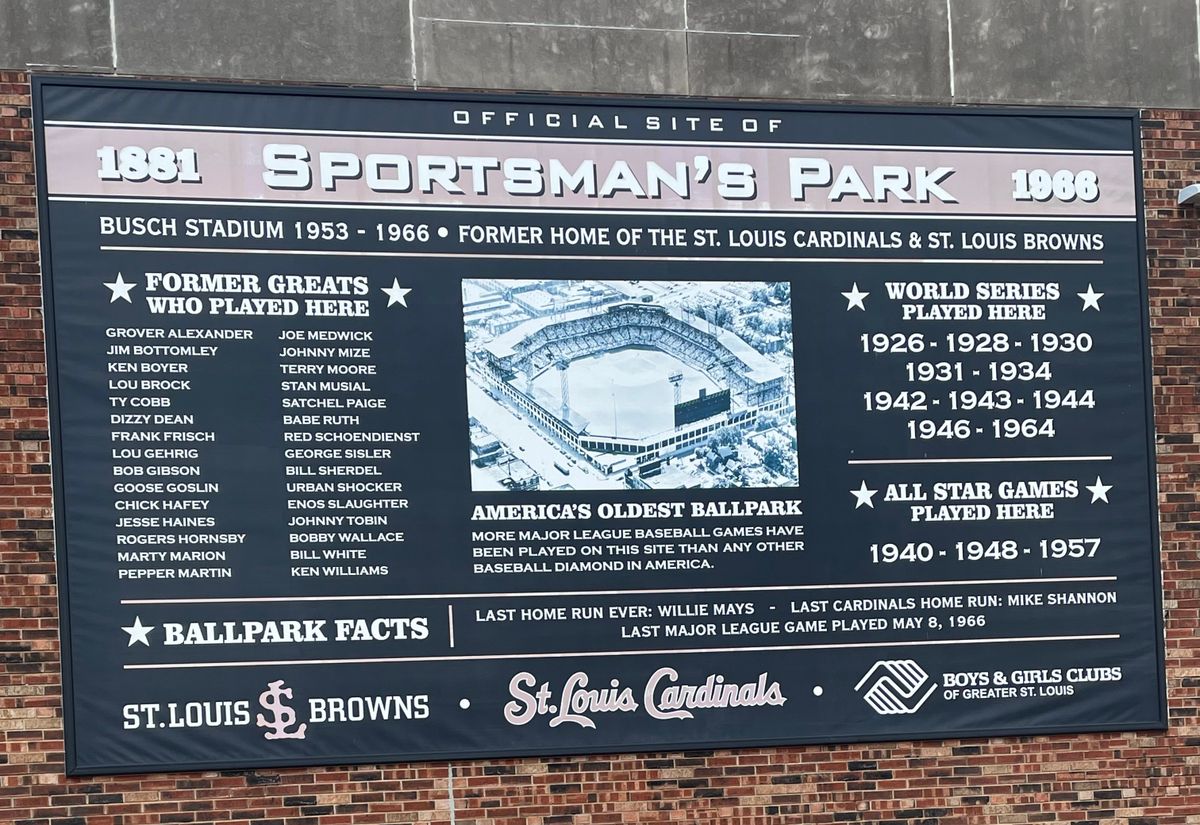 OFFICIAL SITE OF
1881 SPORTSMAN'S PARK 1966
BUSCH STADIUM 1953 - 1966 • FORMER HOME OF THE ST. LOUIS CARDINALS & ST. LOUIS BROWNS
FORMER GREATS
WHO PLAYED HERE
GROVER ALEXANDER
JIM BOTTOMLEY
KEN BOYER
LOU BROCK
TY COBB
DIZZY DEAN
FRANK FRISCH
LOU GEHRIG
BOB GIBSON
GOOSE GOSLIN
CHICK HAFEY
JESSE HAINES
ROGERS HORNSBY
MARTY MARION
PEPPER MARTIN
JOE MEDWICK
JOHNNY MIZE
TERRY MOORE
STAN MUSIAL
SATCHEL PAIGE
BABE RUTH
RED SCHOENDIENST
GEORGE SISLER
BILL SHERDEL
URBAN SHOCKER
ENOS SLAUGHTER
JOHNNY TOBIN
BOBBY WALLACE
BILL WHITE
KEN WILLIAMS
AMERICA'S OLDEST BALLPARK
MORE MAJOR LEAGUE BASEBALL GAMES HAVE
BEEN PLAYED ON THIS SITE THAN ANY OTHER
BASEBALL DIAMOND IN AMERICA.
WORLD SERIES
PLAYED HERE
1926 - 1928 - 1930
1931 - 1934
1942 - 1943 - 1944
1946 - 1964
ALL STAR GAMES
PLAYED HERE
1940 - 1948 - 1957
BALLPARK FACTS
LAST HOME RUN EVER: WILLIE MAYS - LAST CARDINALS HOME RUN: MIKE SHANNON
LAST MAJOR LEAGUE GAME PLAYED MAY 8, 1966
ST. LOUIS STL BROWNS • St. Louis Cardinals •
BOYS & GIRLS CLUBS
OF GREATER ST. LOUIS